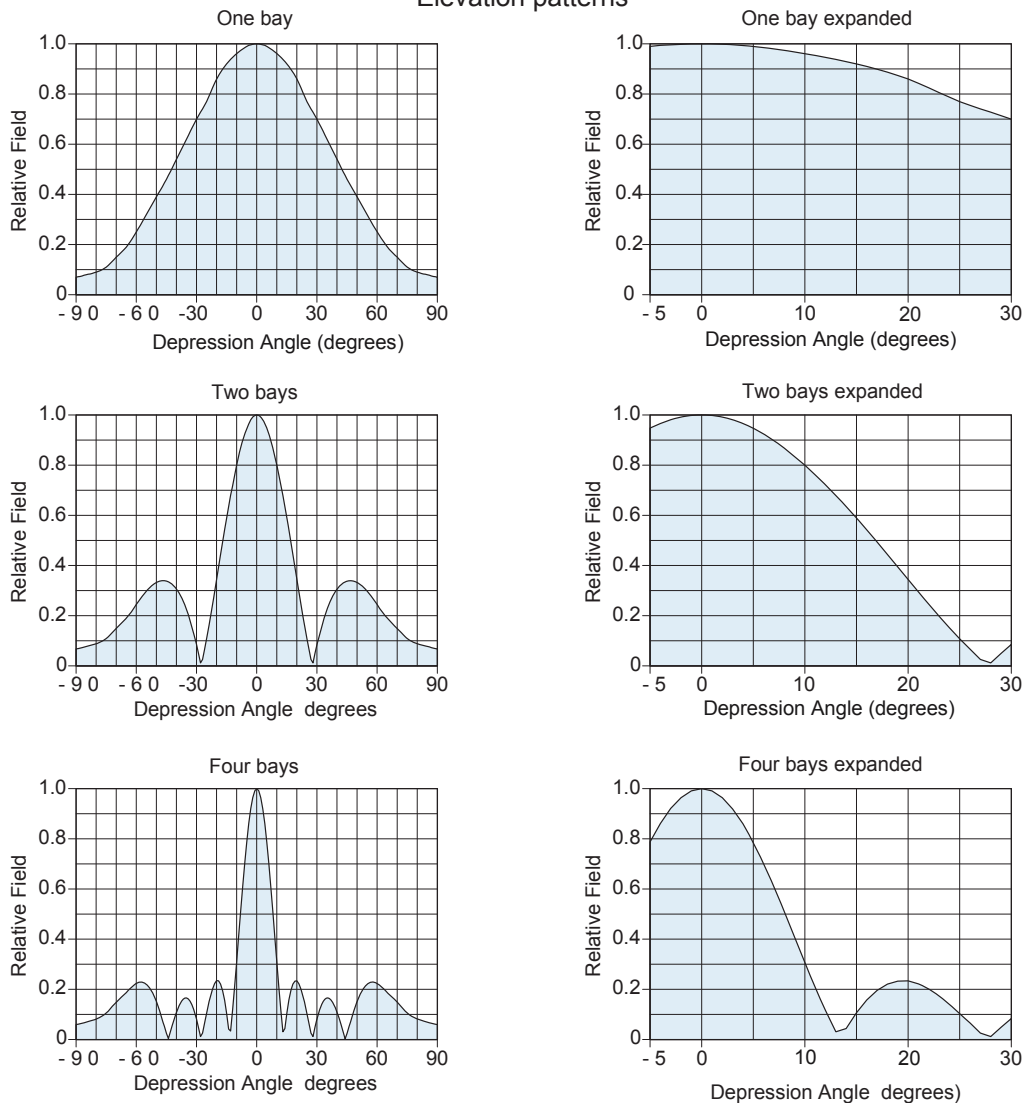 Elevation patterns
One bay
1.0
0.8
0.6
0.4
0.2
0
Relative Field
- 9 0 - 6 0 -30 0 30 60 90
Depression Angle (degrees)
One bay expanded
1.0
0.8
0.6
0.4
0.2
0
Relative Field
- 5 0 10 20 30
Depression Angle (degrees)
Two bays
1.0
0.8
0.6
0.4
0.2
0
Relative Field
- 9 0 - 6 0 -30 0 30 60 90
Depression Angle degrees
Two bays expanded
1.0
0.8
0.6
0.4
0.2
0
Relative Field
- 5 0 10 20 30
Depression Angle (degrees)
Four bays
1.0
0.8
0.6
0.4
0.2
0
Relative Field
- 9 0 - 6 0 -30 0 30 60 90
Depression Angle degrees
Four bays expanded
1.0
0.8
0.6
0.4
0.2
0
Relative Field
- 5 0 10 20 30
Depression Angle degrees)